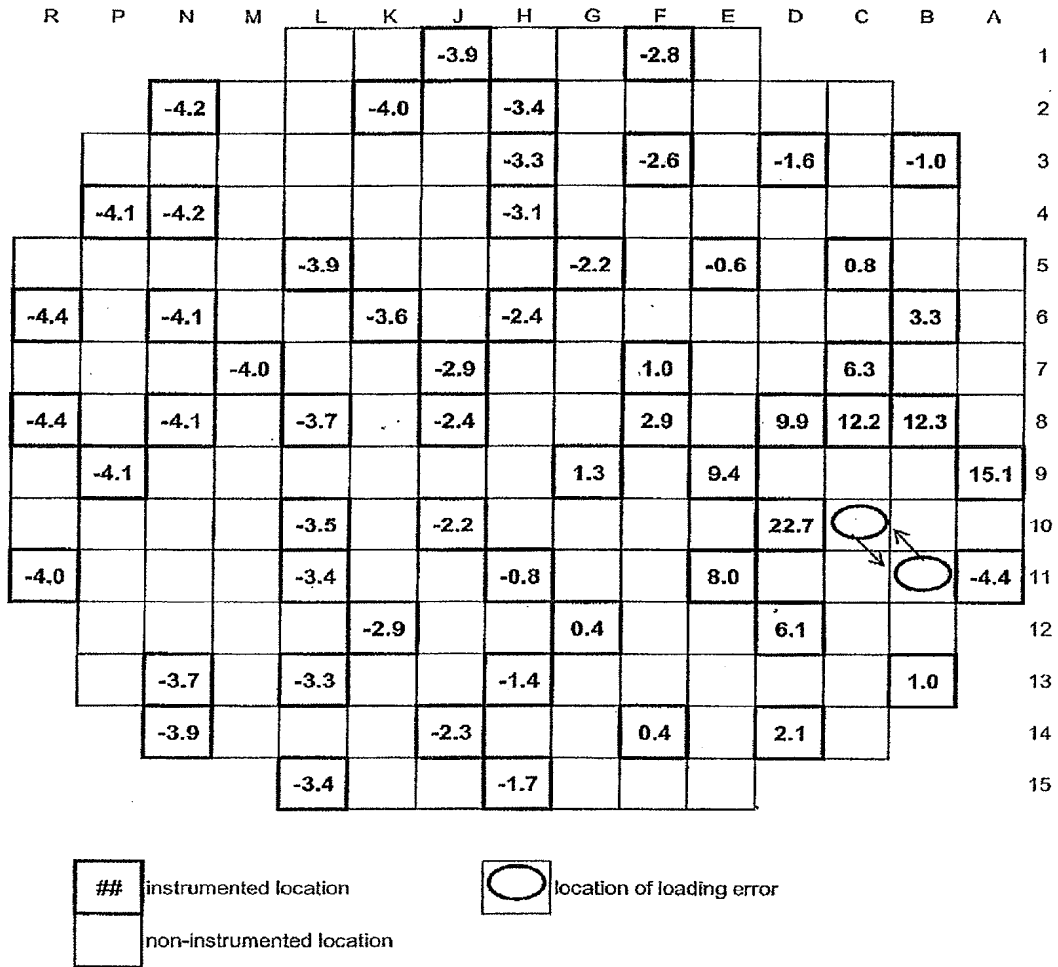 R P N M L K J H G F E D C B A
-3.9 -2.8 1
-4.2 -4.0 -3.4 2
-3.3 -2.6 -1.6 -1.0 3
-4.1 -4.2 -3.1 4
-3.9 -2.2 -0.6 0.8 5
-4.4 -4.1 -3.6 -2.4 3.3 6
-4.0 -2.9 1.0 6.3 7
-4.4 -4.1 -3.7 -2.4 2.9 9.9 12.2 12.3 8
-4.1 1.3 9.4 15.1 9
-3.5 -2.2 22.7 10
-4.0 -3.4 -0.8 8.0 -4.4 11
-2.9 0.4 6.1 12
-3.7 -3.3 -1.4 1.0 13
-3.9 -2.3 0.4 2.1 14
-3.4 -1.7 15
## instrumented location location of loading error
non-instrumented location